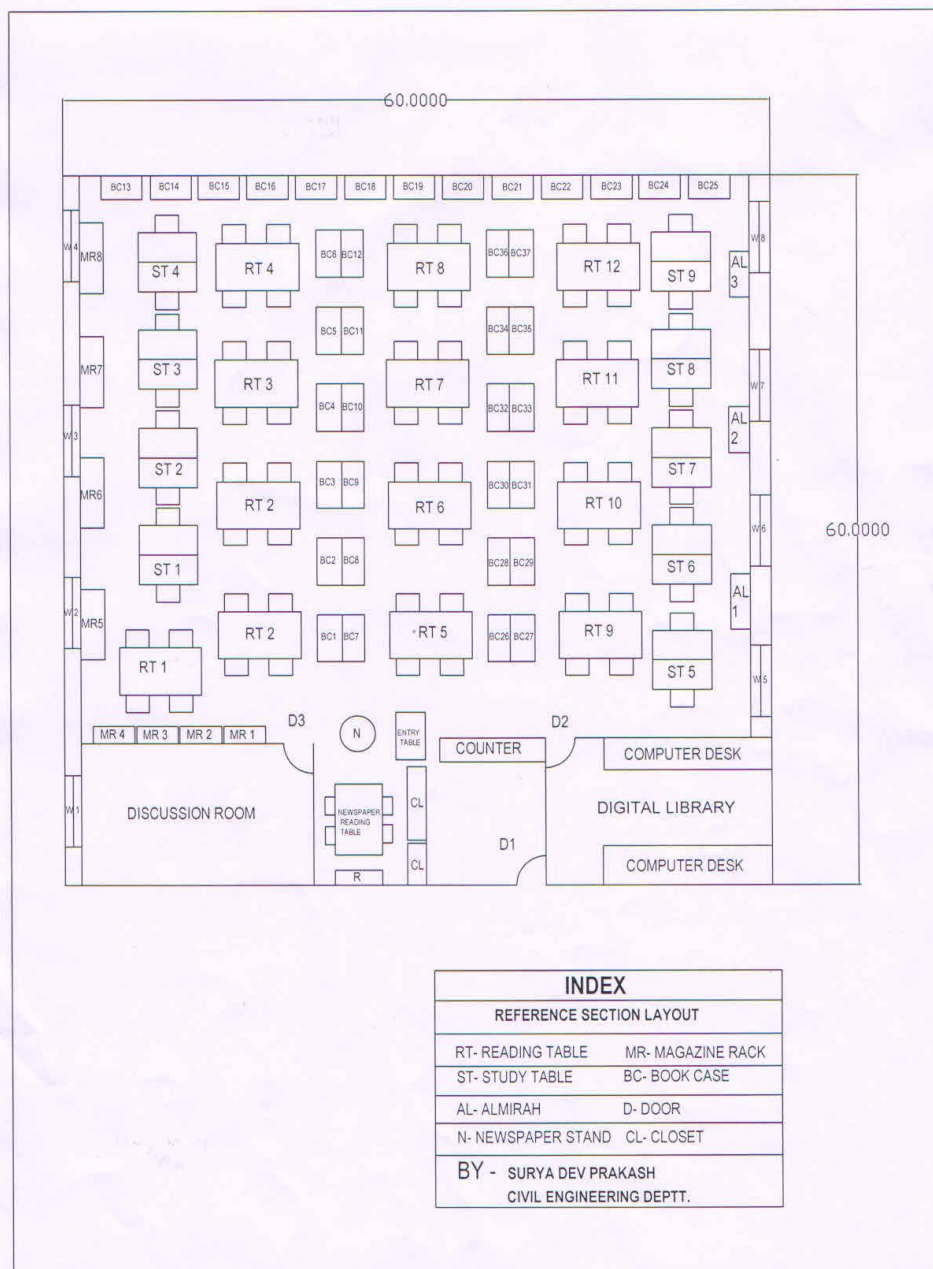 60.0000
BC13 BC14 BC15 BC16 BC17 BC18 BC19 BC20 BC21 BC22 BC23 BC24 BC25
W 4 MR8 ST 4 RT 4 BC6 BC12 RT 8 BC36 BC37 RT 12 ST 9 AL 3 W 8
BC5 BC11 BC34 BC35
MR7 ST 3 RT 3 RT 7 RT 11 ST 8 W 7
W 3 BC4 BC10 BC32 BC33 AL 2
ST 2 BC3 BC9 BC30 BC31 ST 7
MR6 RT 2 RT 6 RT 10 W 6 60.0000
ST 1 BC2 BC8 BC28 BC29 ST 6
W 2 MR5 RT 2 BC1 BC7 RT 5 BC26 BC27 RT 9 AL 1
RT 1 ST 5 W 5
MR 4 MR 3 MR 2 MR 1 D3 N ENTRY D2
TABLE
COUNTER COMPUTER DESK
W 1 DISCUSSION ROOM NEWSPAPER CL DIGITAL LIBRARY
READING
TABLE
D1
R CL COMPUTER DESK
INDEX
REFERENCE SECTION LAYOUT
RT- READING TABLE MR- MAGAZINE RACK
ST- STUDY TABLE BC- BOOK CASE
AL- ALMIRAH D- DOOR
N- NEWSPAPER STAND CL- CLOSET
BY - SURYA DEV PRAKASH
CIVIL ENGINEERING DEPTT.